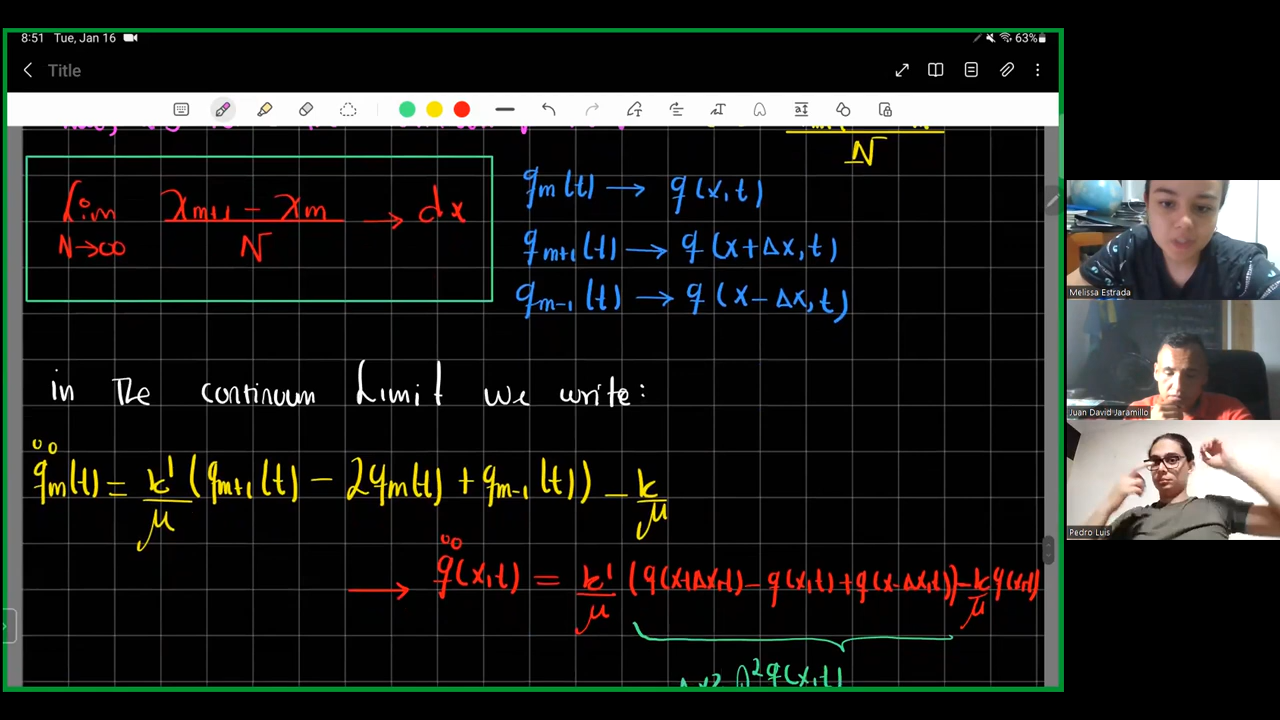 8:51 Tue, Jan 16
63%
Title
N
lim x_{m+1} - x_m / N → dx
N→∞
q_m(t) → q(x,t)
q_{m+1}(t) → q(x+Δx,t)
q_{m-1}(t) → q(x-Δx,t)
in The continuum Limit we write:
q̈_m(t) = k'/μ (q_{m+1}(t) - 2q_m(t) + q_{m-1}(t)) - k/μ
→ q̈(x,t) = k'/μ (q(x+Δx,t) - q(x,t) + q(x-Δx,t)) - k/μ q(x,t)
∂²q(x,t)
Melissa Estrada
Juan David Jaramillo
Pedro Luis